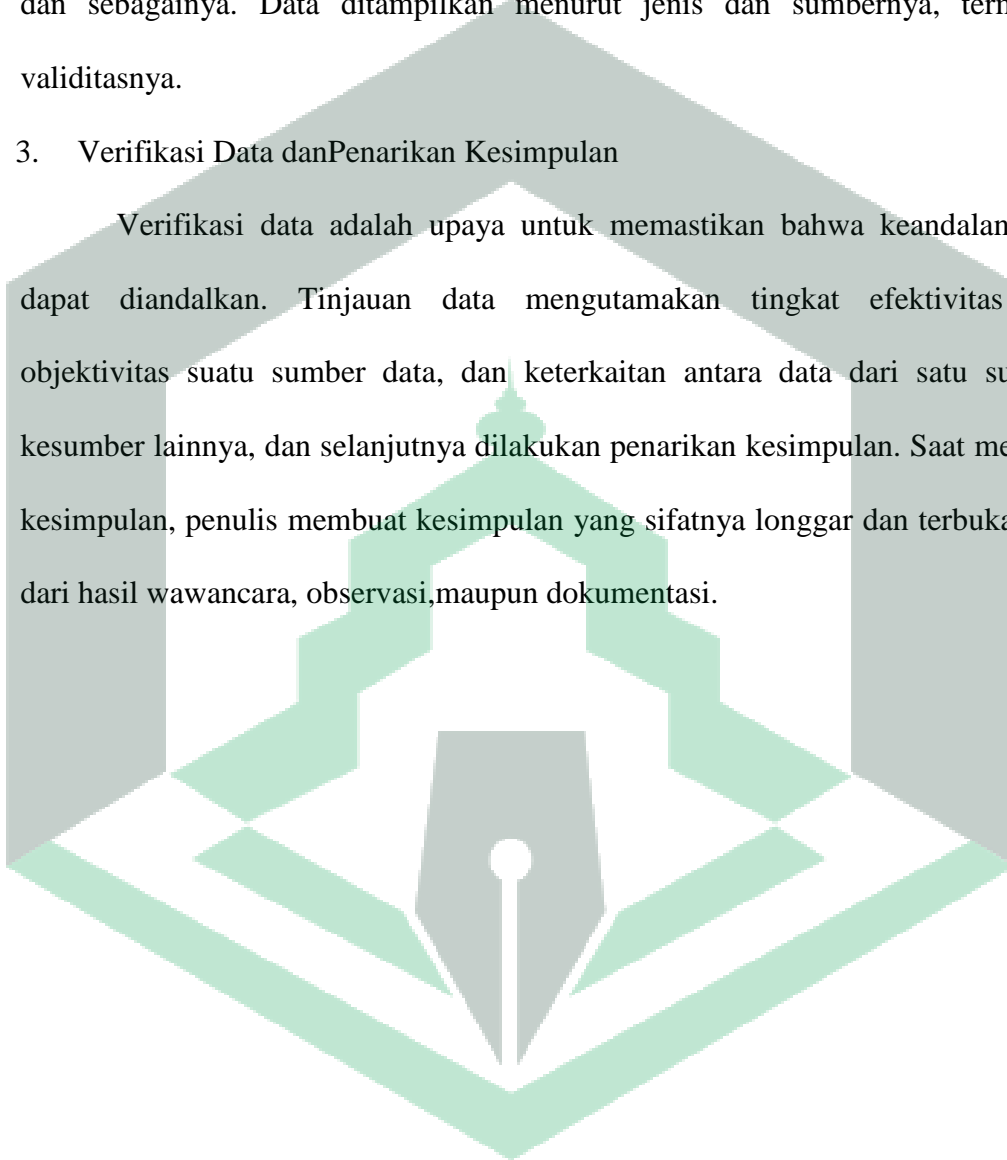 dan sebagainya. Data ditampilkan menurut jenis dan sumbernya,
validitasnya.
3. Verifikasi Data danPenarikan Kesimpulan
Verifikasi data adalah upaya untuk memastikan bahwa keandalan
dapat diandalkan. Tinjauan data mengutamakan tingkat efektivitas
objektivitas suatu sumber data, dan keterkaitan antara data dari satu
kesumber lainnya, dan selanjutnya dilakukan penarikan kesimpulan. Saat
kesimpulan, penulis membuat kesimpulan yang sifatnya longgar dan terbuka
dari hasil wawancara, observasi,maupun dokumentasi.